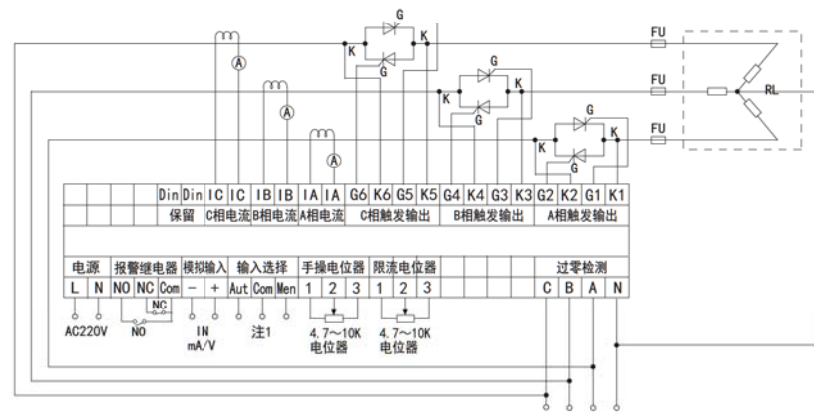 G
K
FU
G
G
K
FU
RL
K
G
G
K
FU
A
K
K
A
G
A
Din Din IC IC IB IB IA IA G6 K6 G5 K5 G4 K4 G3 K3 G2 K2 G1 K1
保留 C相电流 B相电流 A相电流 C相触发输出 B相触发输出 A相触发输出
电源 报警继电器 模拟输入 输入选择 手操电位器 限流电位器 过零检测
L N NO NC Com - + Aut Com Men 1 2 3 1 2 3 C B A N
NC
AC220V NO IN 注1 4.7~10K 4.7~10K
mA/V 电位器 电位器